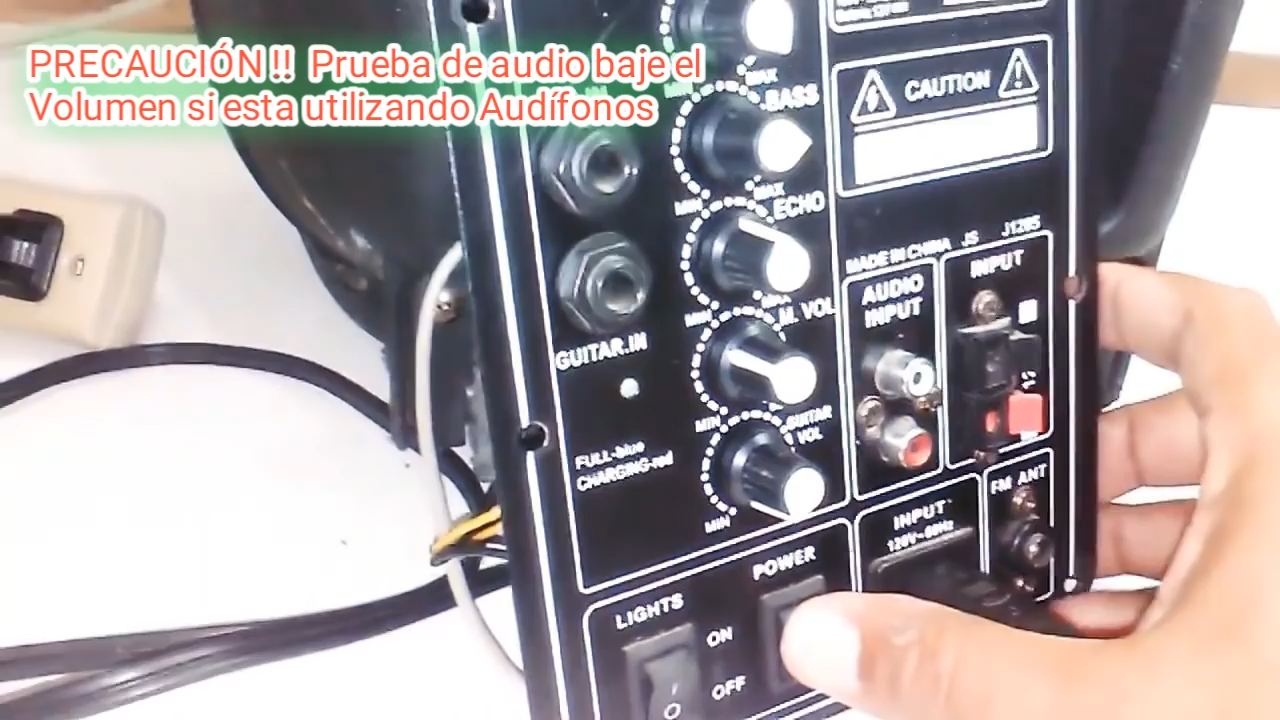 PRECAUCIÓN !! Prueba de audio baje el
Volumen si esta utilizando Audífonos
MAX
BASS
CAUTION
MAX
MIN
ECHO
MADE IN CHINA JS J120S
INPUT
AUDIO
INPUT
MAX
MIN
M. VOL
GUITAR.IN
MIN
GUITAR
VOL
FULL-blue
CHARGING-red
MIN
FM ANT
INPUT
120V~60Hz
POWER
LIGHTS
ON
OFF